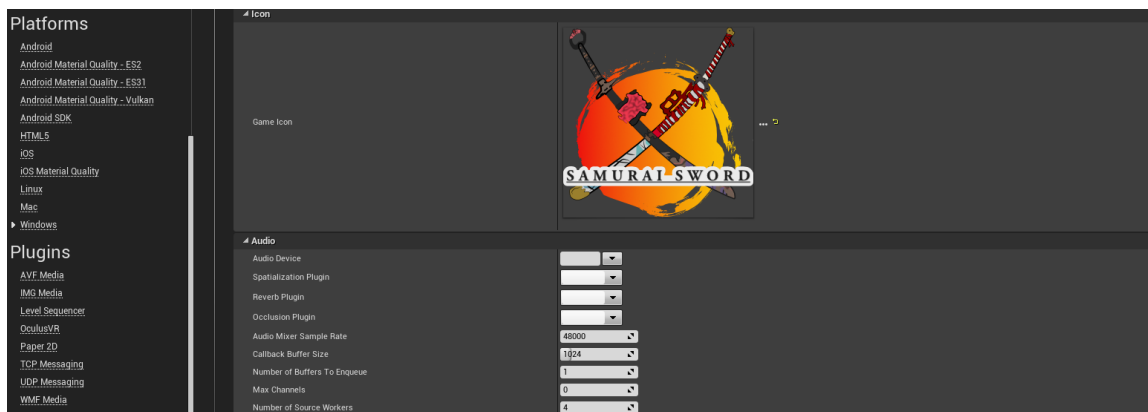 Platforms
Android
Android Material Quality - ES2
Android Material Quality - ES31
Android Material Quality - Vulkan
Android SDK
HTML5
iOS
iOS Material Quality
Linux
Mac
Windows
Plugins
AVF Media
IMG Media
Level Sequencer
OculusVR
Paper 2D
TCP Messaging
UDP Messaging
WMF Media
Icon
Game Icon
SAMURAI SWORD
Audio
Audio Device
Spatialization Plugin
Reverb Plugin
Occlusion Plugin
Audio Mixer Sample Rate 48000
Callback Buffer Size 1024
Number of Buffers To Enqueue 1
Max Channels 0
Number of Source Workers 4